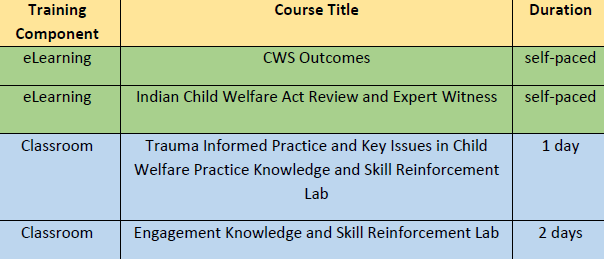 Training Component Course Title Duration
eLearning CWS Outcomes self-paced
eLearning Indian Child Welfare Act Review and Expert Witness self-paced
Classroom Trauma Informed Practice and Key Issues in Child 1 day
Welfare Practice Knowledge and Skill Reinforcement
Lab
Classroom Engagement Knowledge and Skill Reinforcement Lab 2 days